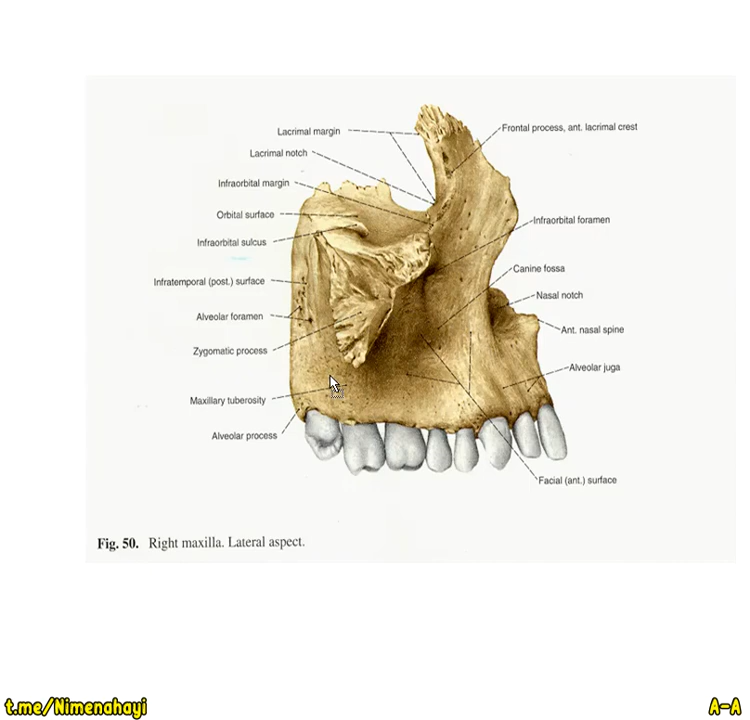 Lacrimal margin
Frontal process, ant. lacrimal crest
Lacrimal notch
Infraorbital margin
Orbital surface
Infraorbital foramen
Infraorbital sulcus
Canine fossa
Infratemporal (post.) surface
Nasal notch
Alveolar foramen
Ant. nasal spine
Zygomatic process
Alveolar juga
Maxillary tuberosity
Alveolar process
Facial (ant.) surface
Fig. 50. Right maxilla. Lateral aspect.
t.me/Nimenahayi
A-A